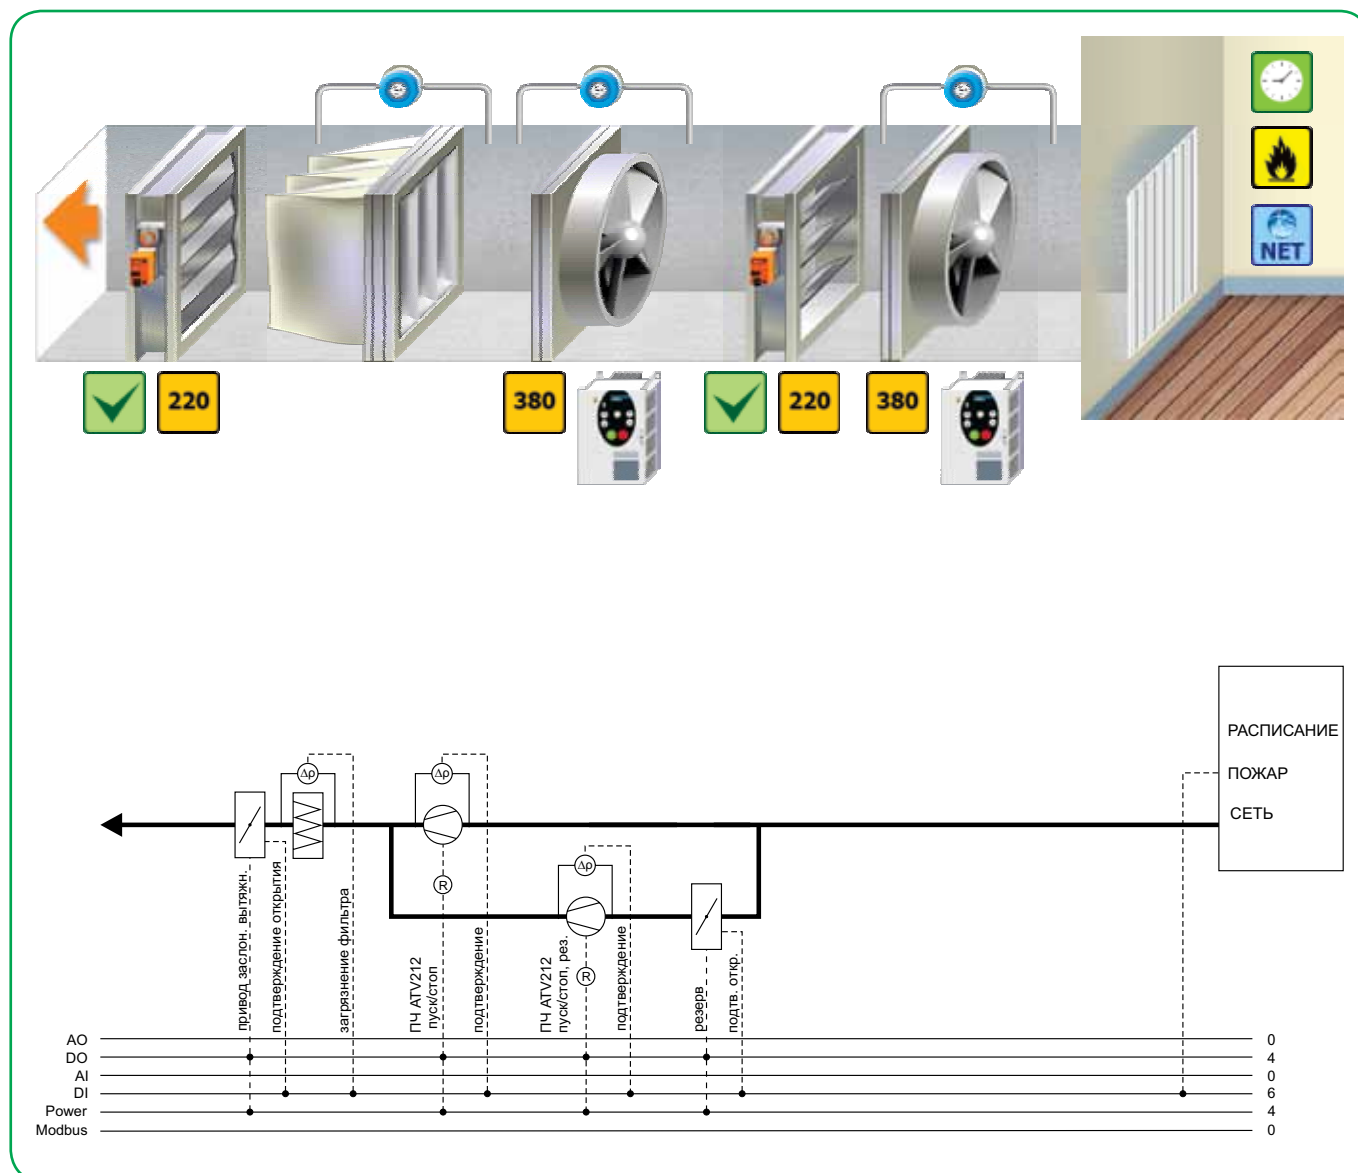 NET
220
380
220
380
РАСПИСАНИЕ
ПОЖАР
СЕТЬ
Δρ
Δρ
Δρ
R
R
привод заслон. вытяжн.
подтверждение открытия
загрязнение фильтра
ПЧ ATV212
пуск/стоп
подтверждение
ПЧ ATV212
пуск/стоп, рез.
подтверждение
резерв
подтв. откр.
AO 0
DO 4
AI 0
DI 6
Power 4
Modbus 0